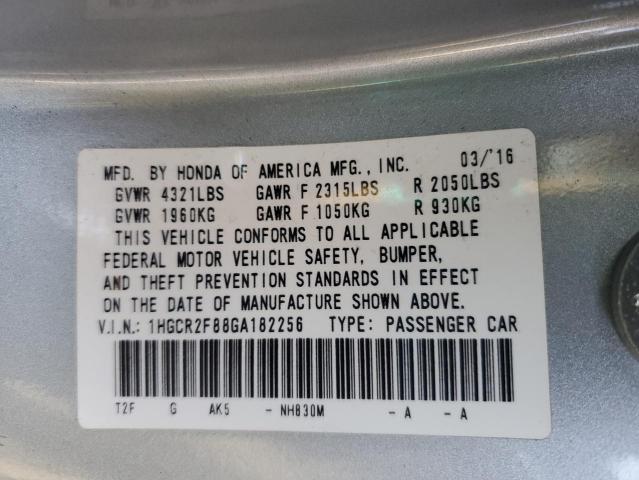 MFD. BY HONDA OF AMERICA MFG., INC. 03/'16
GVWR 4321LBS GAWR F 2315LBS R 2050LBS
GVWR 1960KG GAWR F 1050KG R 930KG
THIS VEHICLE CONFORMS TO ALL APPLICABLE
FEDERAL MOTOR VEHICLE SAFETY, BUMPER,
AND THEFT PREVENTION STANDARDS IN EFFECT
ON THE DATE OF MANUFACTURE SHOWN ABOVE.
V.I.N.: 1HGCR2F88GA182256 TYPE: PASSENGER CAR
T2F G AK5 - NH830M - A - A